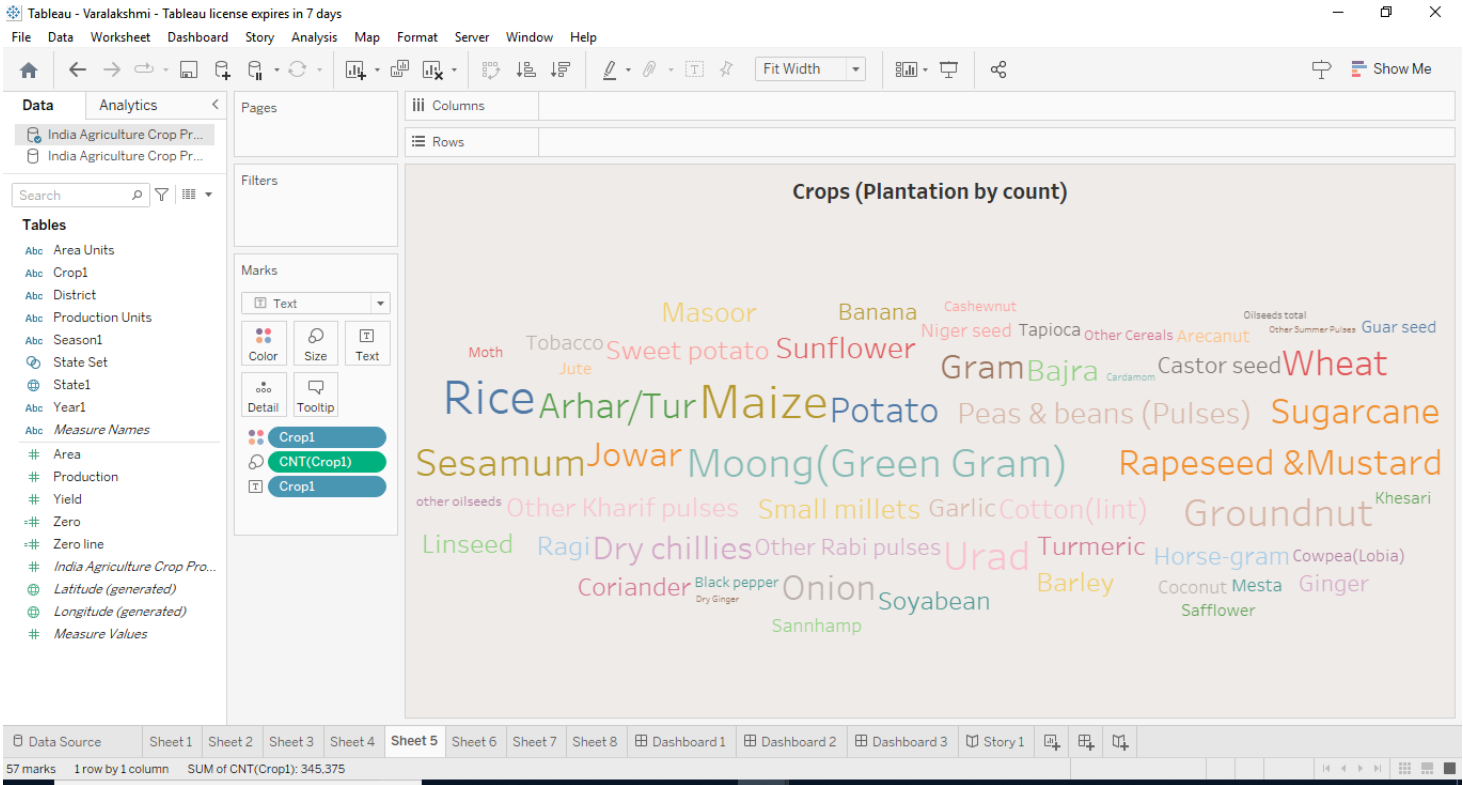 Tableau - Varalakshmi - Tableau license expires in 7 days
File Data Worksheet Dashboard Story Analysis Map Format Server Window Help
Fit Width
Show Me
Data Analytics
India Agriculture Crop Pr...
India Agriculture Crop Pr...
Search
Tables
Abc Area Units
Abc Crop1
Abc District
Abc Production Units
Abc Season1
State Set
State1
Abc Year1
Abc Measure Names
# Area
# Production
# Yield
=# Zero
=# Zero line
# India Agriculture Crop Pro...
Latitude (generated)
Longitude (generated)
# Measure Values
Pages
Filters
Marks
T Text
Color Size Text
Detail Tooltip
Crop1
CNT(Crop1)
T Crop1
iii Columns
Rows
Crops (Plantation by count)
Masoor Banana Cashewnut
Oilseeds total
Moth Tobacco Sweet potato Sunflower Niger seed Tapioca Other Cereals Arecanut Other Summer Pulses Guar seed
Jute Gram Bajra Cardamom Castor seed Wheat
Rice Arhar/Tur Maize Potato Peas & beans (Pulses) Sugarcane
Sesamum Jowar Moong(Green Gram) Rapeseed &Mustard
other oilseeds Other Kharif pulses Small millets Garlic Cotton(lint) Groundnut Khesari
Linseed Ragi Dry chillies Other Rabi pulses Urad Turmeric Horse-gram Cowpea(Lobia)
Coriander Black pepper Onion Soyabean Barley Coconut Mesta Ginger
Dry Ginger
Safflower
Sannhamp
Data Source Sheet 1 Sheet 2 Sheet 3 Sheet 4 Sheet 5 Sheet 6 Sheet 7 Sheet 8 Dashboard 1 Dashboard 2 Dashboard 3 Story 1
57 marks 1 row by 1 column SUM of CNT(Crop1): 345,375